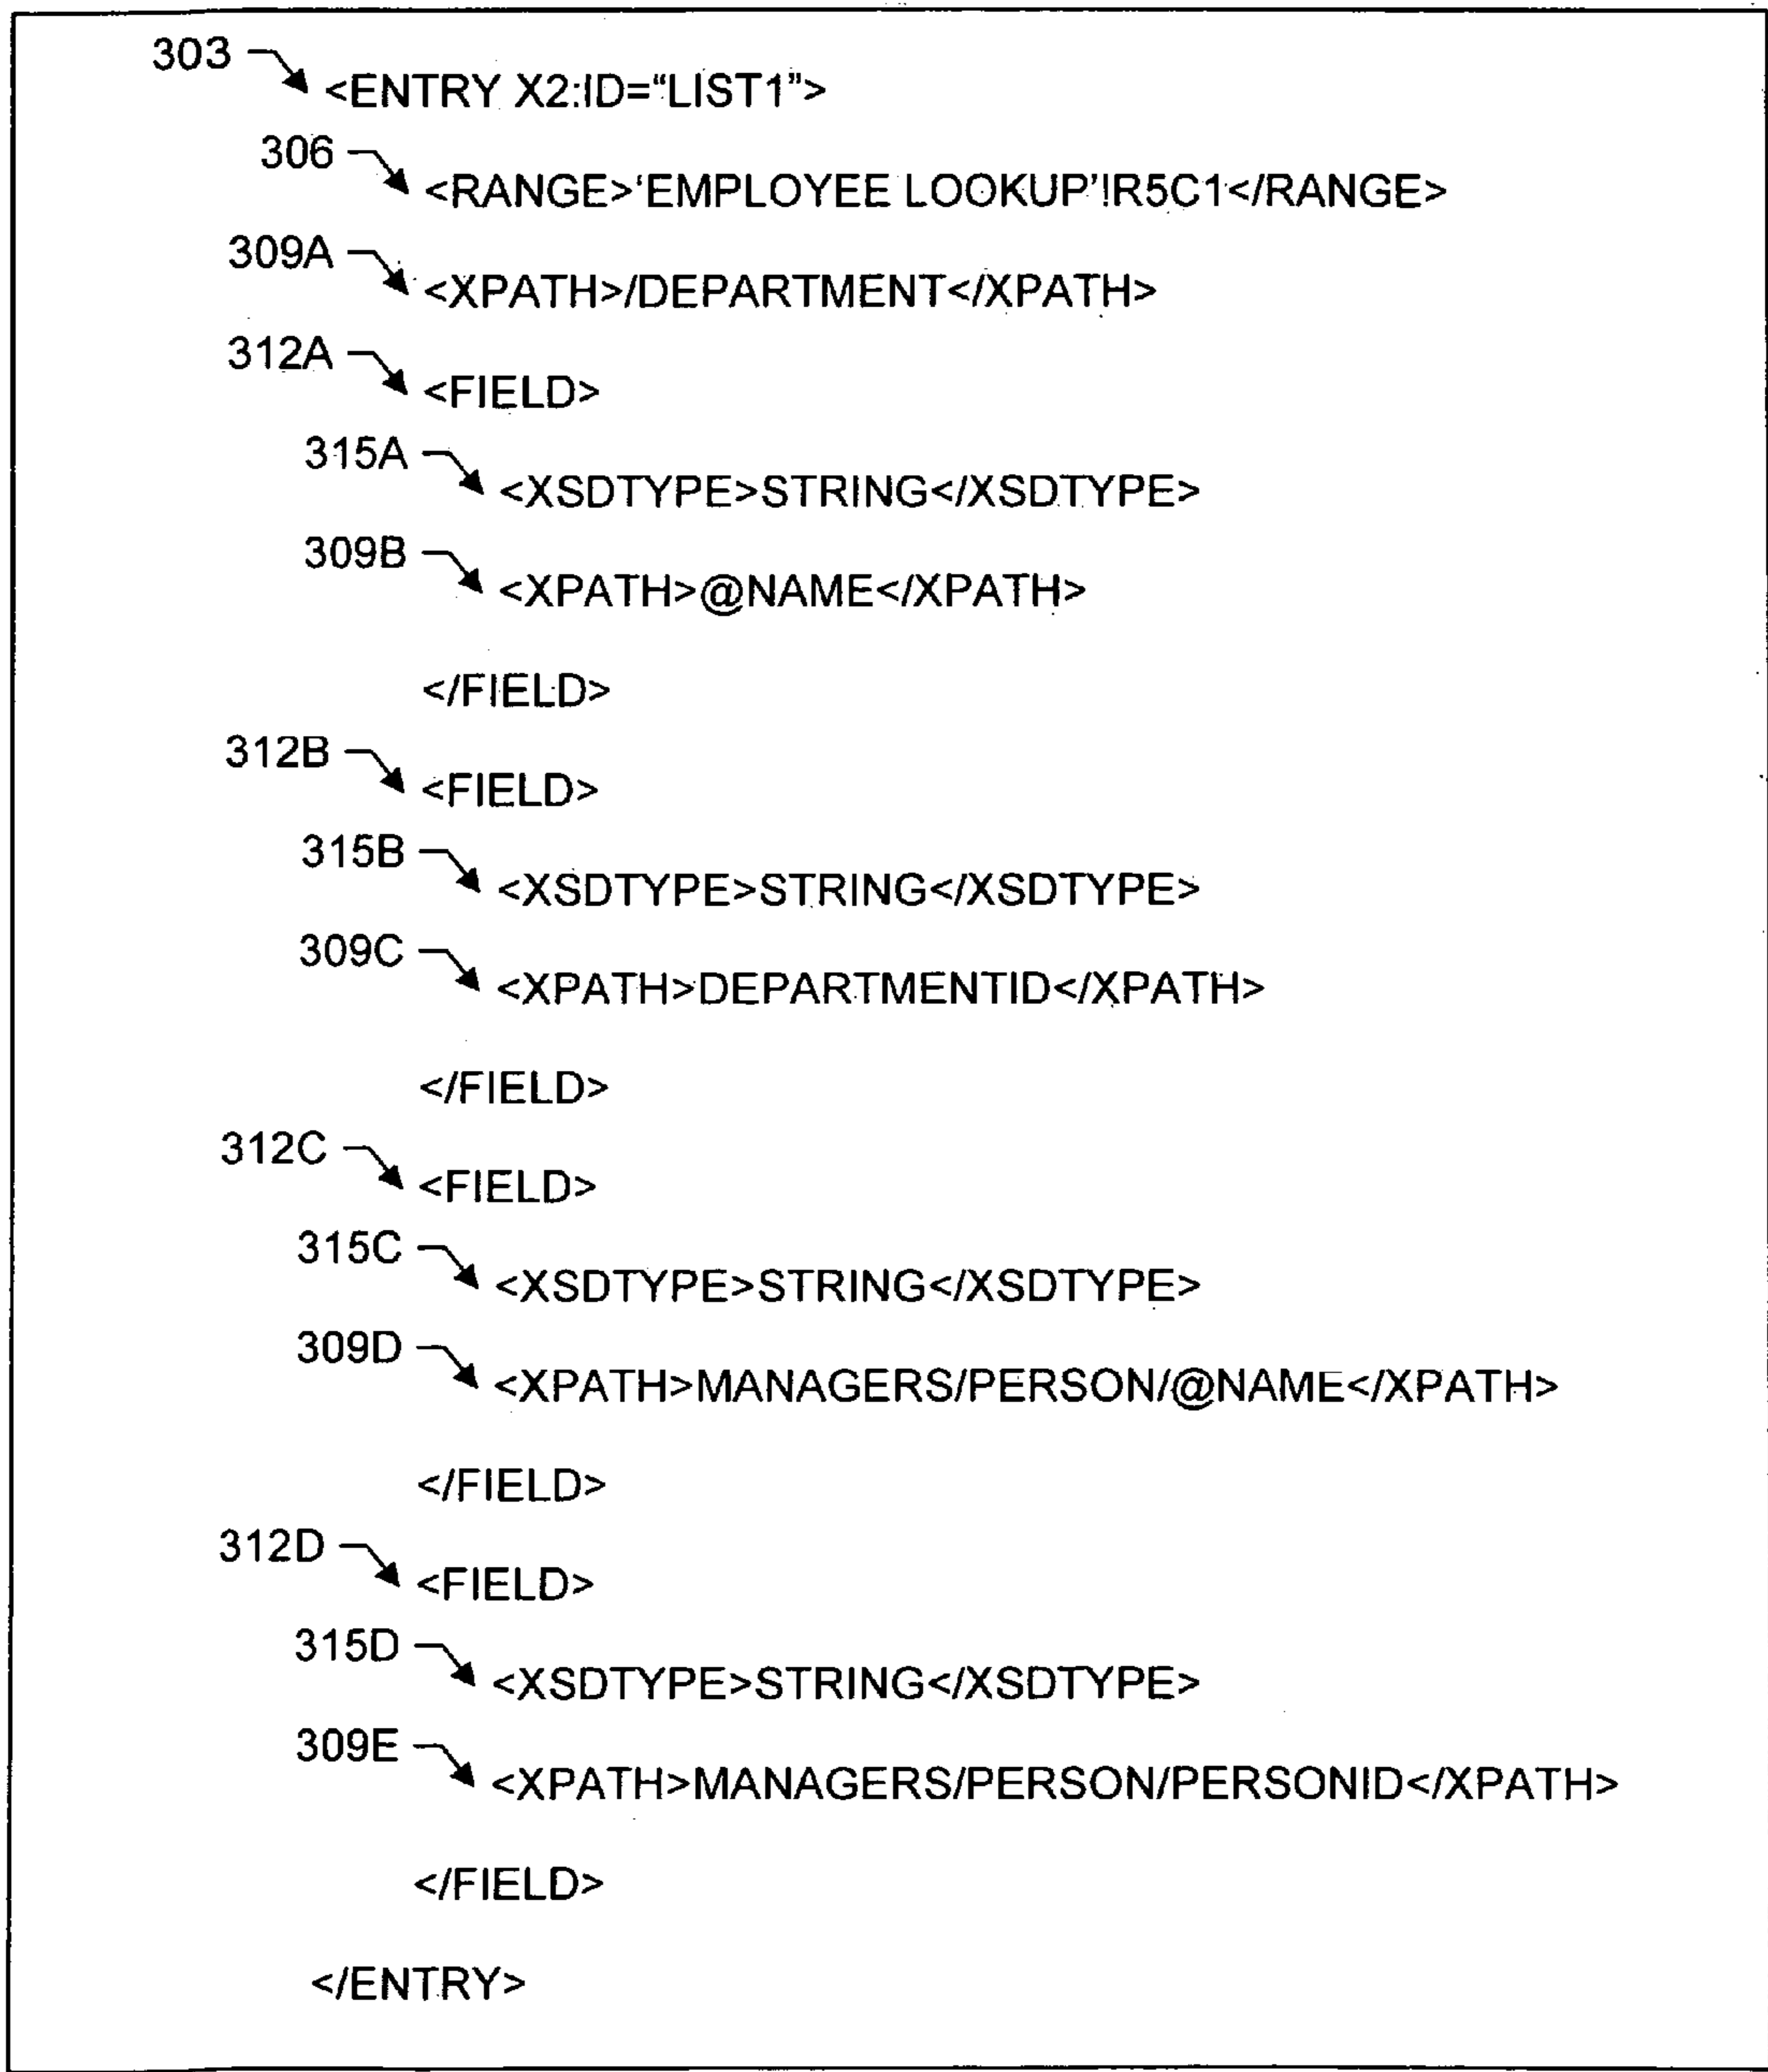 303
<ENTRY X2:ID=“LIST1”>
306
<RANGE>‘EMPLOYEE LOOKUP’!R5C1</RANGE>
309A
<XPATH>/DEPARTMENT</XPATH>
312A
<FIELD>
315A
<XSDTYPE>STRING</XSDTYPE>
309B
<XPATH>@NAME</XPATH>
</FIELD>
312B
<FIELD>
315B
<XSDTYPE>STRING</XSDTYPE>
309C
<XPATH>DEPARTMENTID</XPATH>
</FIELD>
312C
<FIELD>
315C
<XSDTYPE>STRING</XSDTYPE>
309D
<XPATH>MANAGERS/PERSON/@NAME</XPATH>
</FIELD>
312D
<FIELD>
315D
<XSDTYPE>STRING</XSDTYPE>
309E
<XPATH>MANAGERS/PERSON/PERSONID</XPATH>
</FIELD>
</ENTRY>